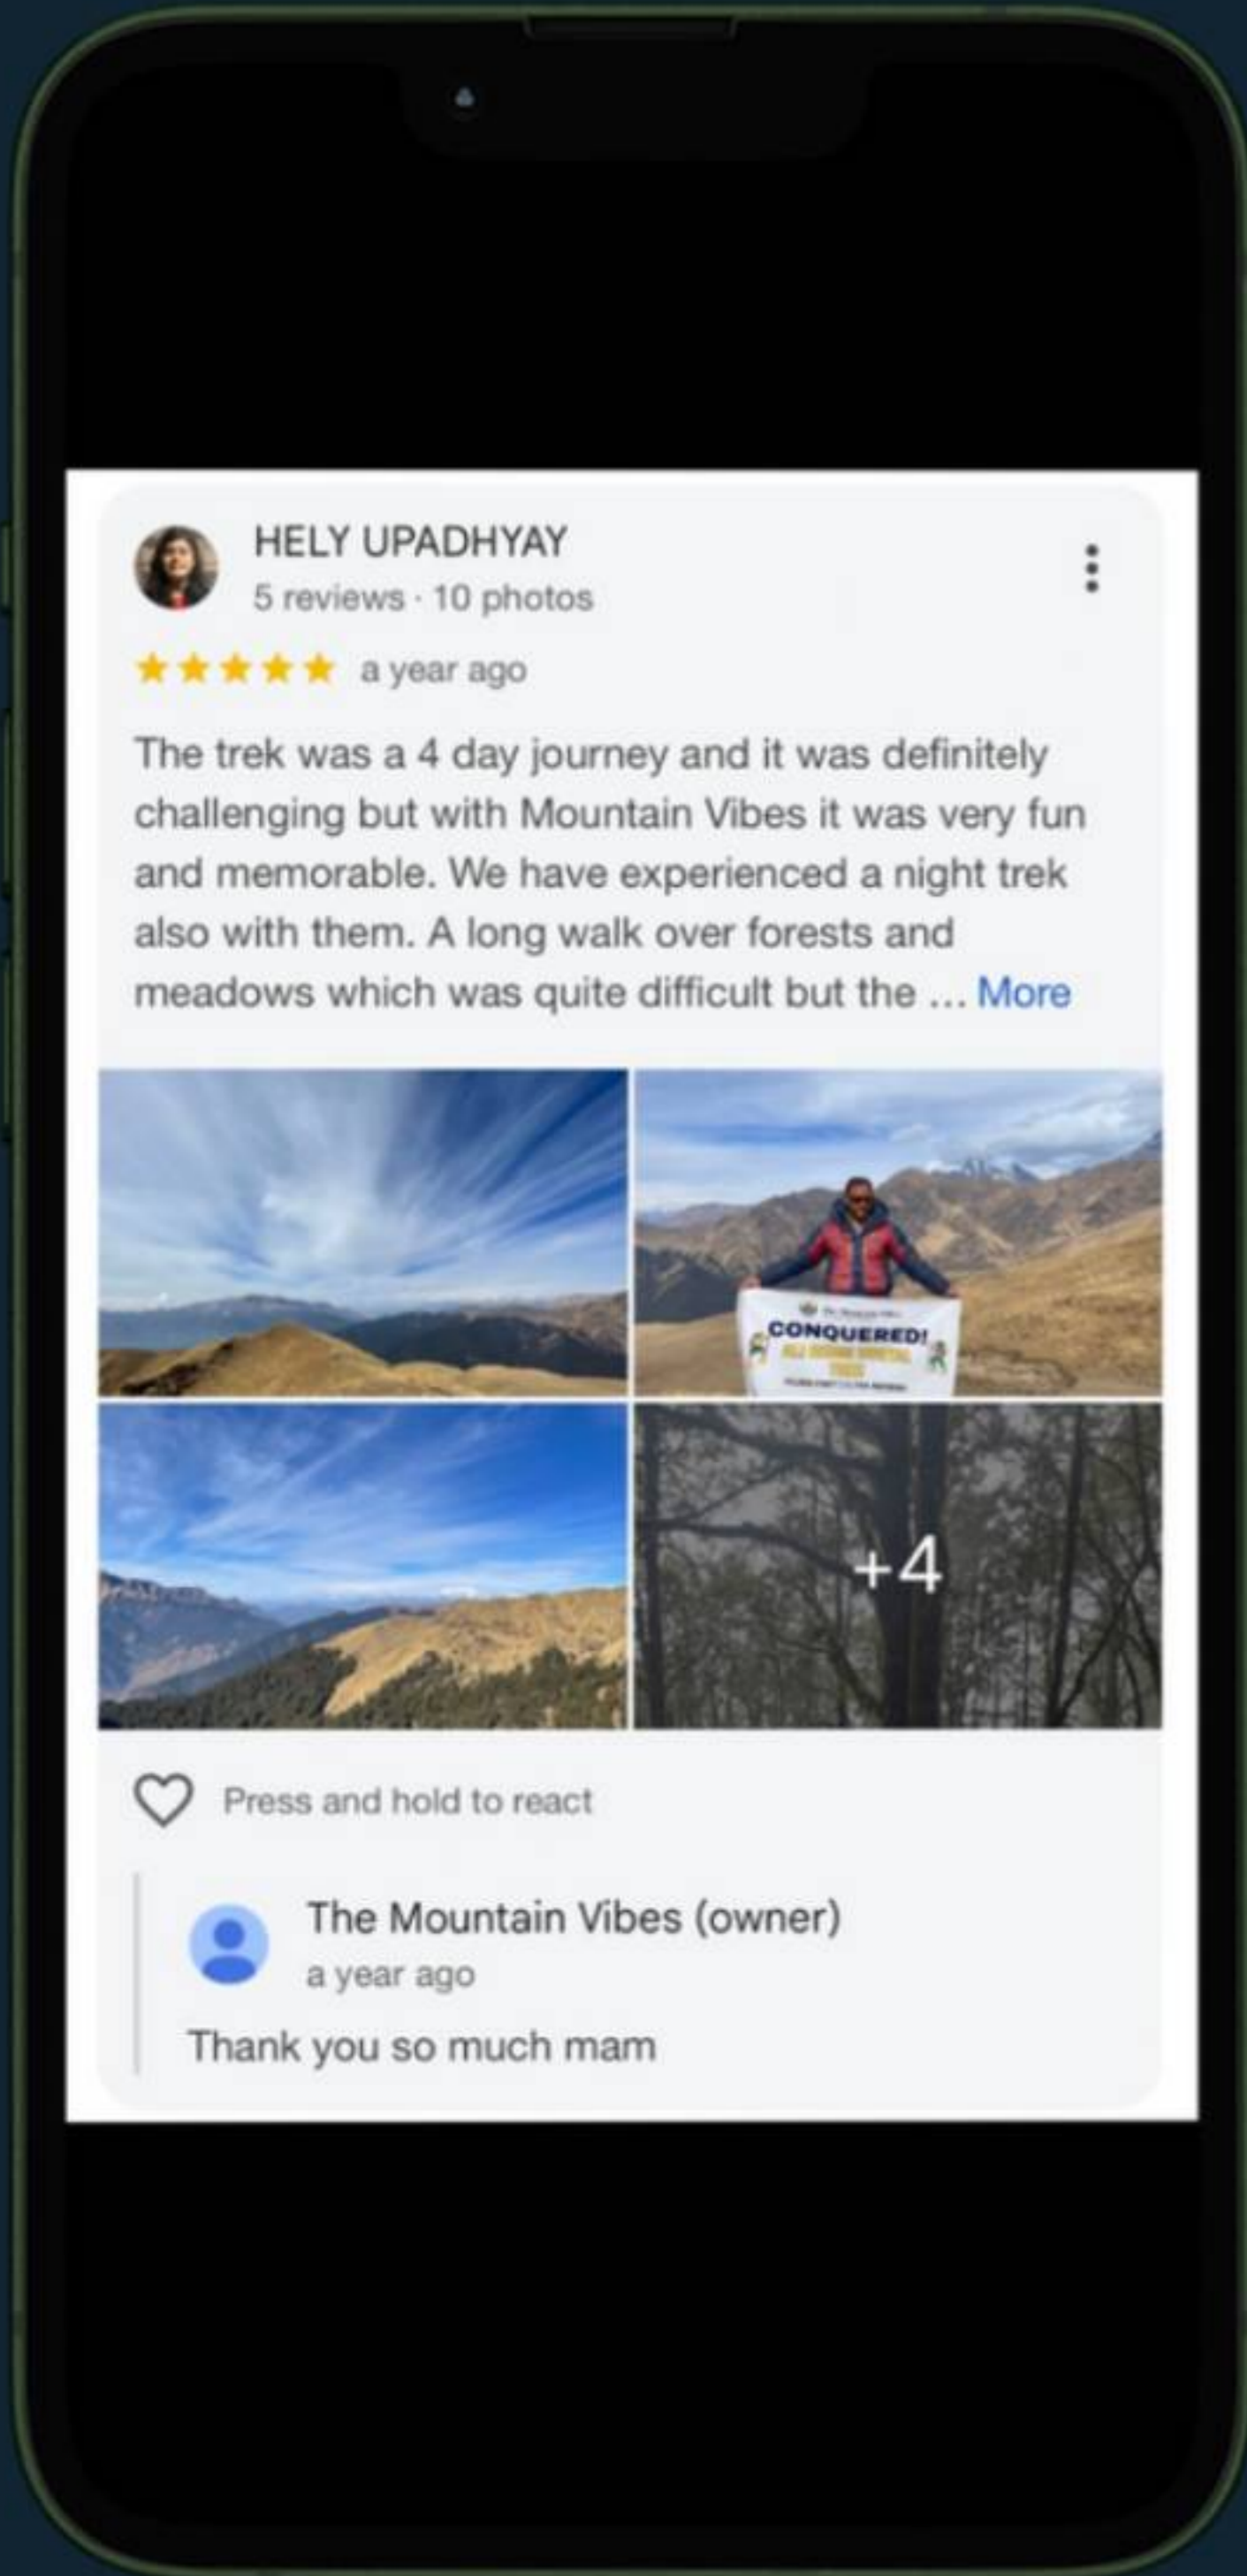 HELY UPADHYAY
5 reviews · 10 photos
a year ago
The trek was a 4 day journey and it was definitely
challenging but with Mountain Vibes it was very fun
and memorable. We have experienced a night trek
also with them. A long walk over forests and
meadows which was quite difficult but the ... More
CONQUERED!
+4
Press and hold to react
The Mountain Vibes (owner)
a year ago
Thank you so much mam